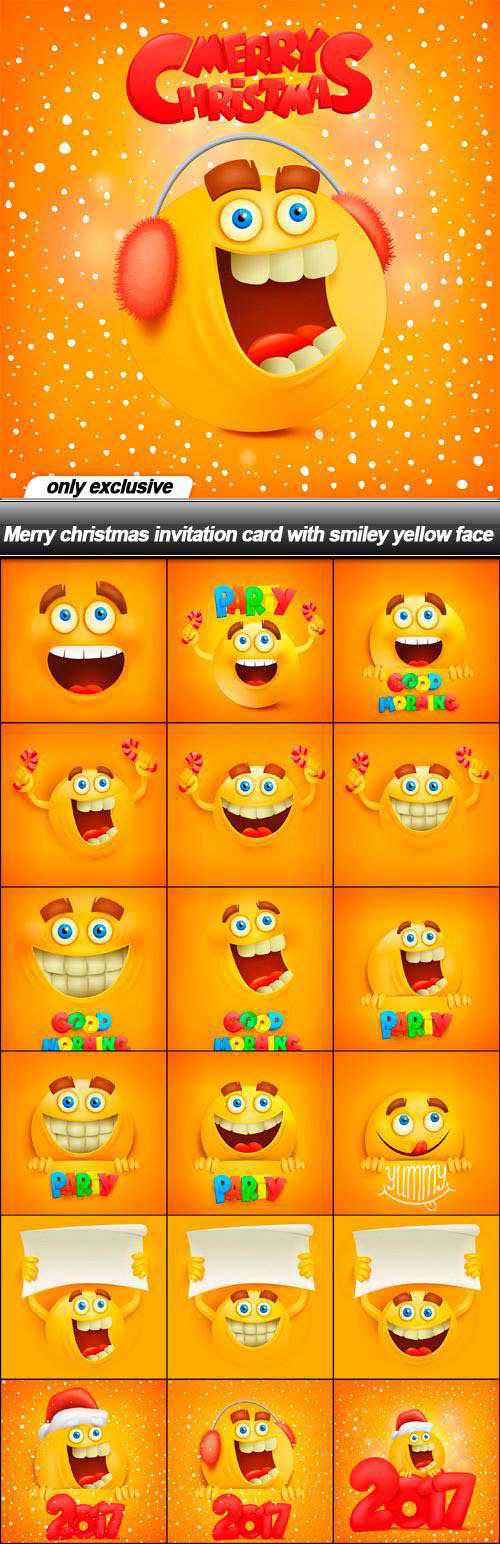 MERRY
CHRISTMAS
only exclusive
Merry christmas invitation card with smiley yellow face
PARTY
GOOD
MORNING
GOOD
MORNING
GOOD
MORNING
PARTY
PARTY
PARTY
yummy
2017
2017
2017